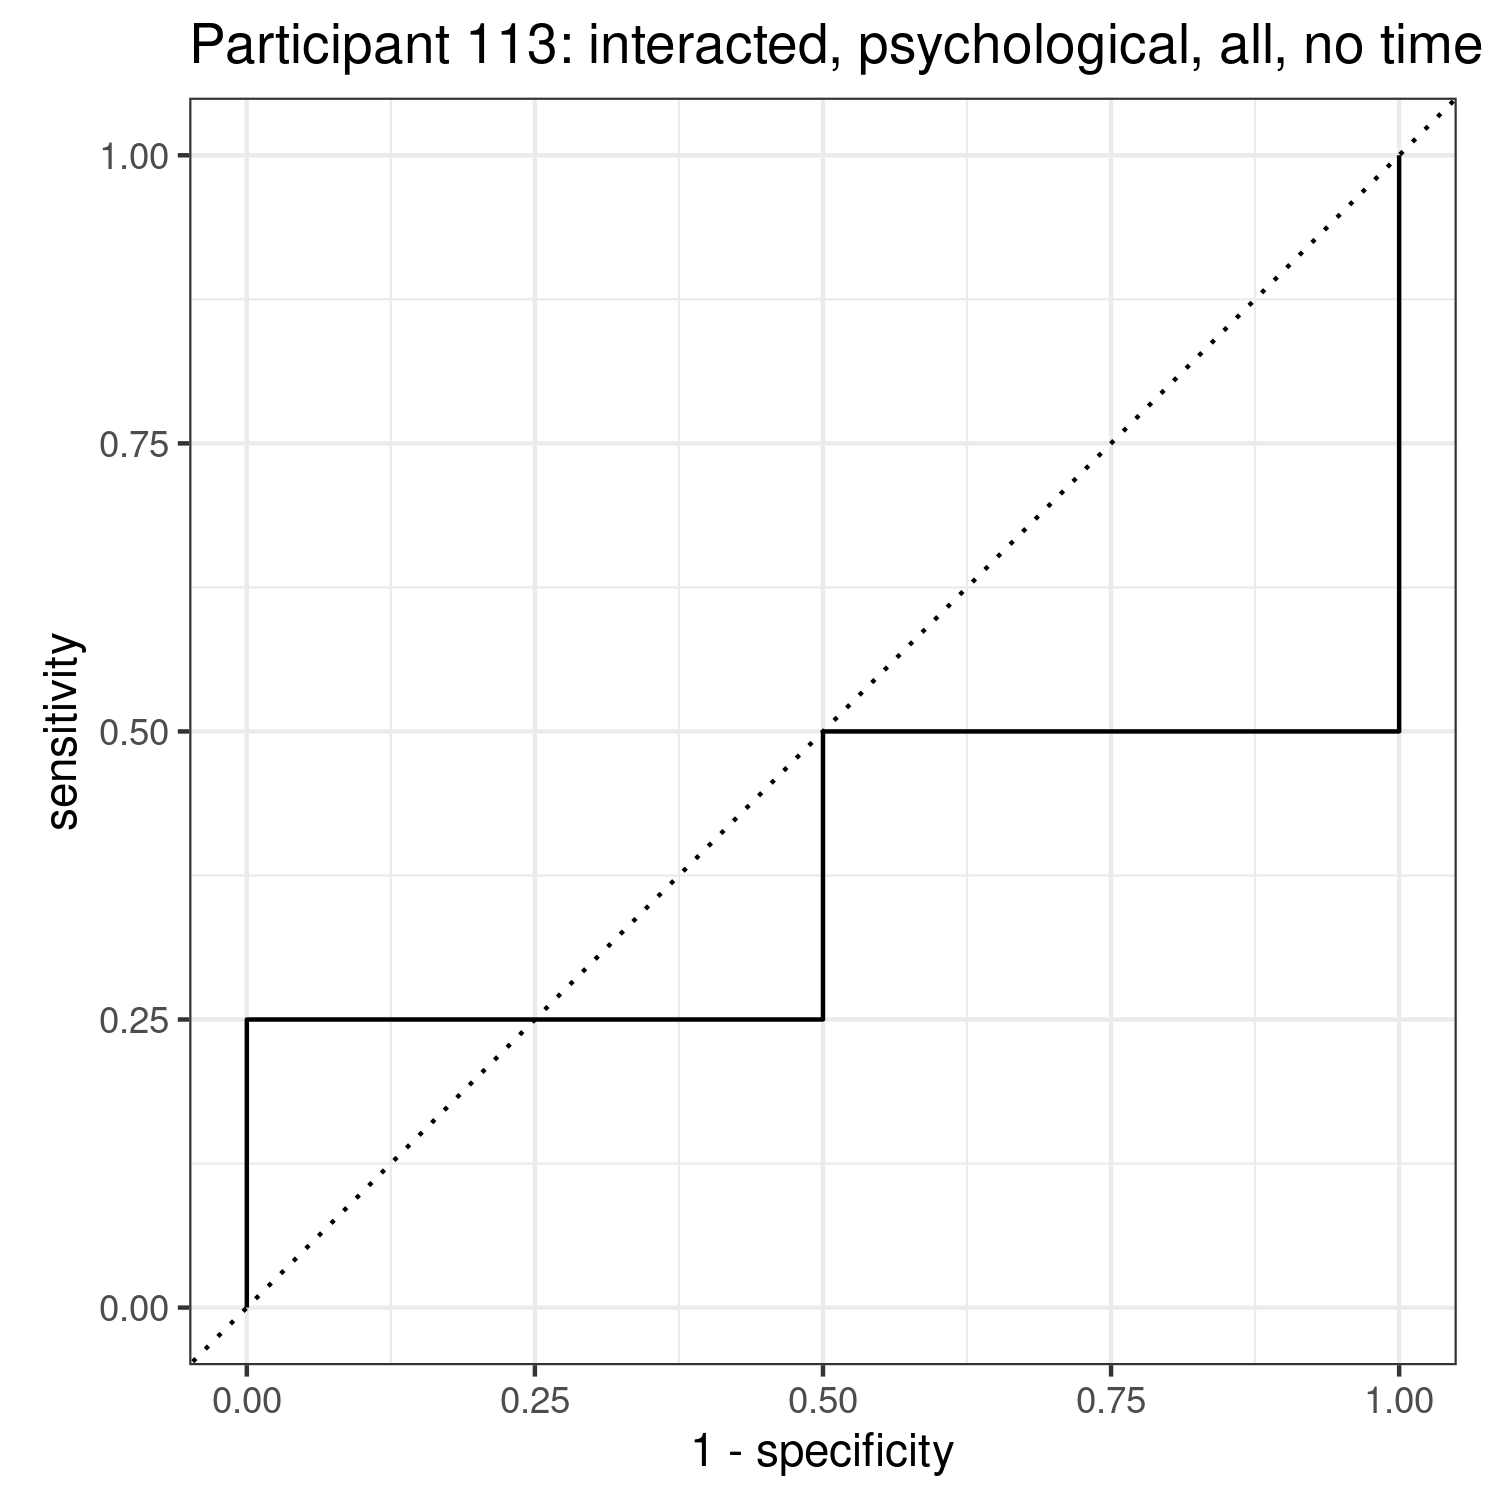 Participant 113: interacted, psychological, all, no time
1.00
0.75
0.50
0.25
0.00
sensitivity
0.00 0.25 0.50 0.75 1.00
1 - specificity